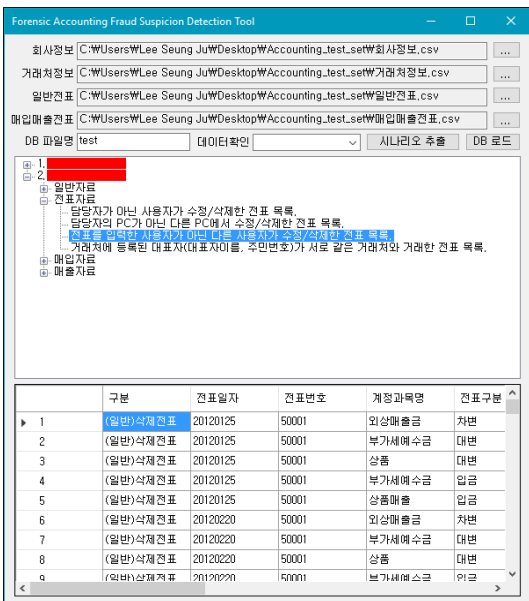 Forensic Accounting Fraud Suspicion Detection Tool
회사정보 C:₩Users₩Lee Seung Ju₩Desktop₩Accounting_test_set₩회사정보.csv ...
거래처정보 C:₩Users₩Lee Seung Ju₩Desktop₩Accounting_test_set₩거래처정보.csv ...
일반전표 C:₩Users₩Lee Seung Ju₩Desktop₩Accounting_test_set₩일반전표.csv ...
매입매출전표 C:₩Users₩Lee Seung Ju₩Desktop₩Accounting_test_set₩매입매출전표.csv ...
DB 파일명 test 데이터확인 시나리오 추출 DB 로드
1.
2.
일반자료
전표자료
담당자가 아닌 사용자가 수정/삭제한 전표 목록.
담당자의 PC가 아닌 다른 PC에서 수정/삭제한 전표 목록.
전표를 입력한 사용자가 아닌 다른 사용자가 수정/삭제한 전표 목록.
거래처에 등록된 대표자(대표자이름, 주민번호)가 서로 같은 거래처와 거래한 전표 목록.
매입자료
매출자료
구분 전표일자 전표번호 계정과목명 전표구분
1 (일반)삭제전표 20120125 50001 외상매출금 차변
2 (일반)삭제전표 20120125 50001 부가세예수금 대변
3 (일반)삭제전표 20120125 50001 상품 대변
4 (일반)삭제전표 20120125 50001 부가세예수금 입금
5 (일반)삭제전표 20120125 50001 상품매출 입금
6 (일반)삭제전표 20120220 50001 외상매출금 차변
7 (일반)삭제전표 20120220 50001 부가세예수금 대변
8 (일반)삭제전표 20120220 50001 상품 대변
9 (일반)삭제전표 20120220 50001 부가세예수금 입금